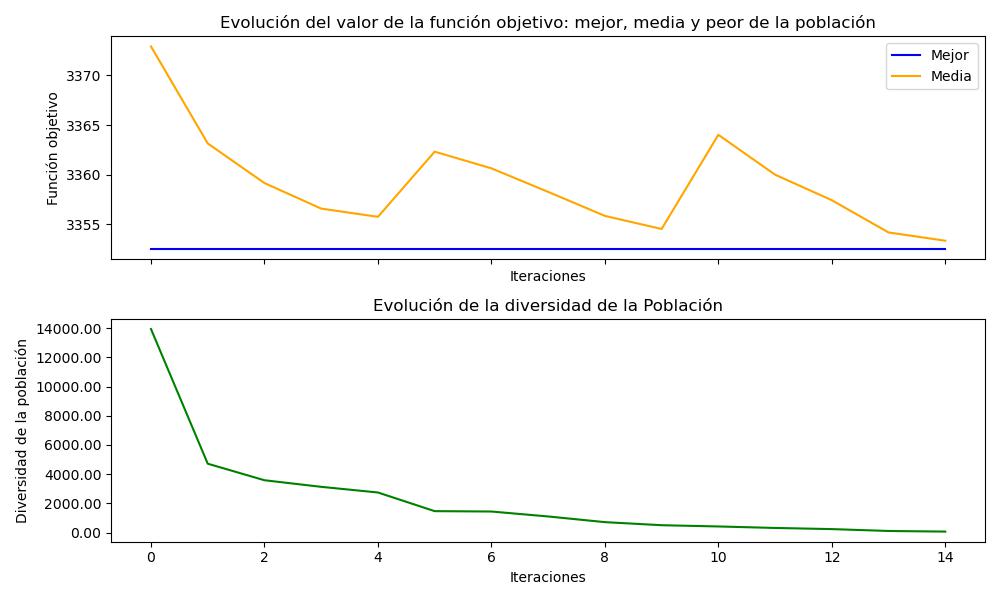 Evolución del valor de la función objetivo: mejor, media y peor de la población
Mejor
Media
3370
3365
3360
3355
Función objetivo
Iteraciones
Evolución de la diversidad de la Población
14000.00
12000.00
10000.00
8000.00
6000.00
4000.00
2000.00
0.00
Diversidad de la población
0 2 4 6 8 10 12 14
Iteraciones